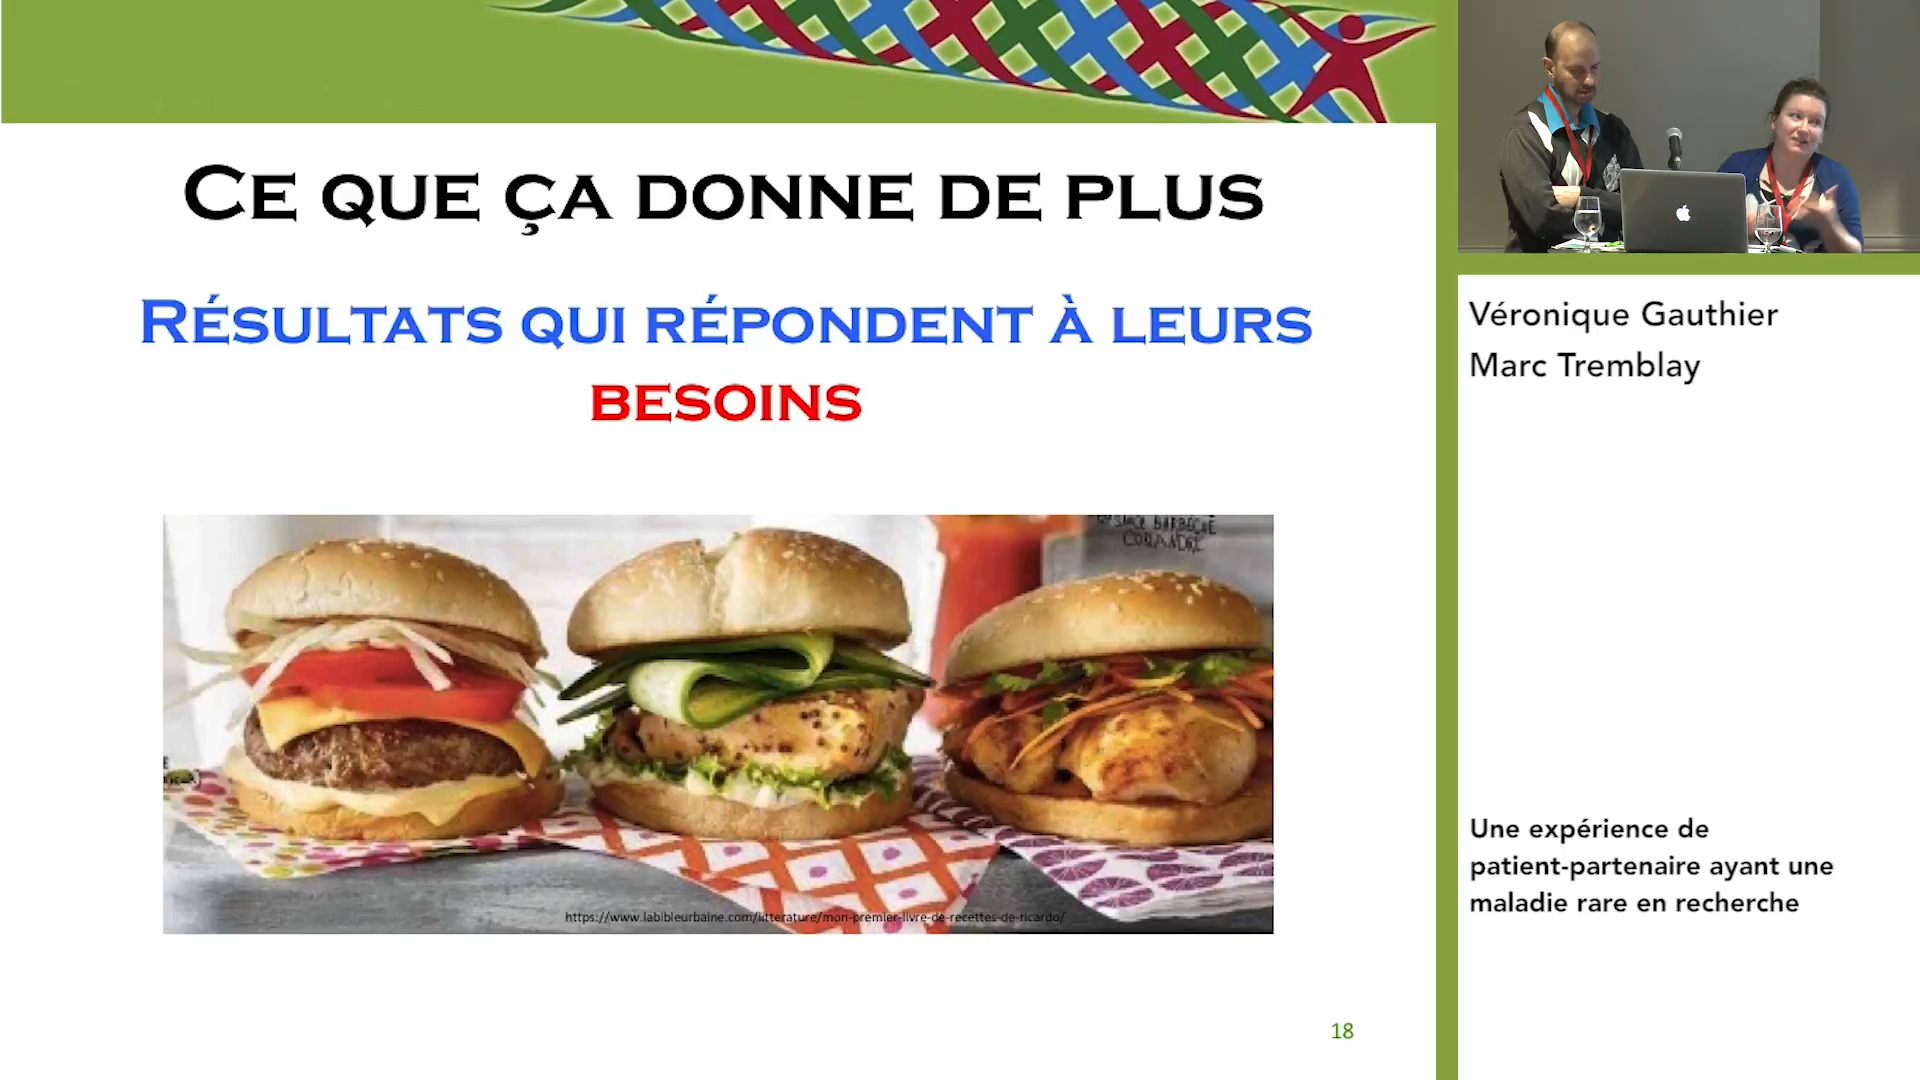 Ce que ça donne de plus
Résultats qui répondent à leurs
besoins
BARBECUE
CORIANDRE
https://www.labibleurbaine.com/litterature/mon-premier-livre-de-recettes-de-ricardo/
18
Véronique Gauthier
Marc Tremblay
Une expérience de
patient-partenaire ayant une
maladie rare en recherche